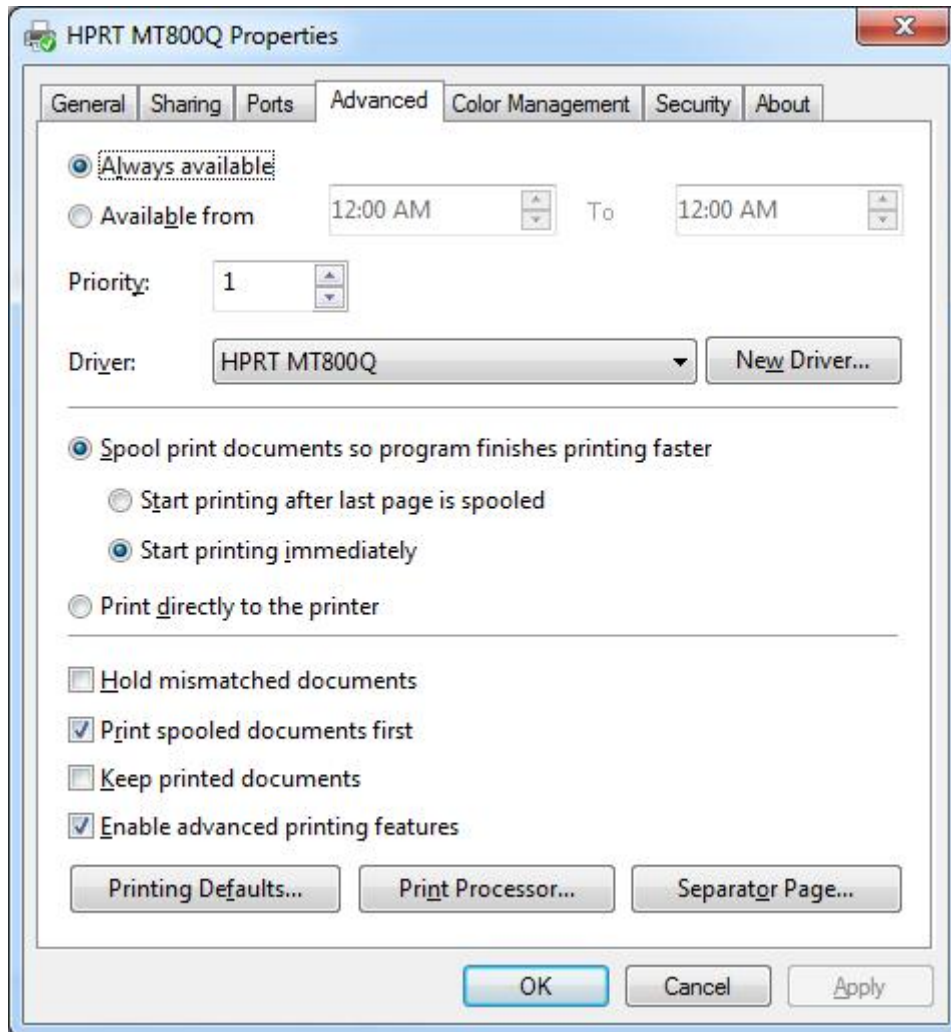 HPRT MT800Q Properties
General Sharing Ports Advanced Color Management Security About
Always available
Available from 12:00 AM To 12:00 AM
Priority: 1
Driver: HPRT MT800Q New Driver...
Spool print documents so program finishes printing faster
Start printing after last page is spooled
Start printing immediately
Print directly to the printer
Hold mismatched documents
Print spooled documents first
Keep printed documents
Enable advanced printing features
Printing Defaults... Print Processor... Separator Page...
OK Cancel Apply